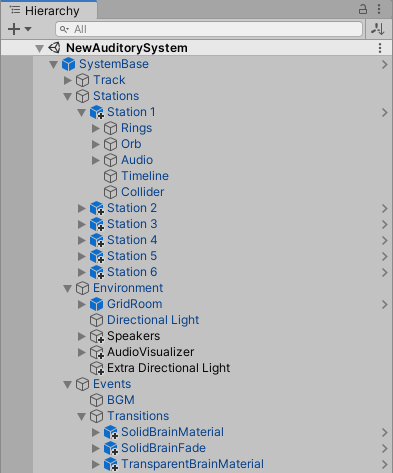 Hierarchy
All
NewAuditorySystem
SystemBase
Track
Stations
Station 1
Rings
Orb
Audio
Timeline
Collider
Station 2
Station 3
Station 4
Station 5
Station 6
Environment
GridRoom
Directional Light
Speakers
AudioVisualizer
Extra Directional Light
Events
BGM
Transitions
SolidBrainMaterial
SolidBrainFade
TransparentBrainMaterial